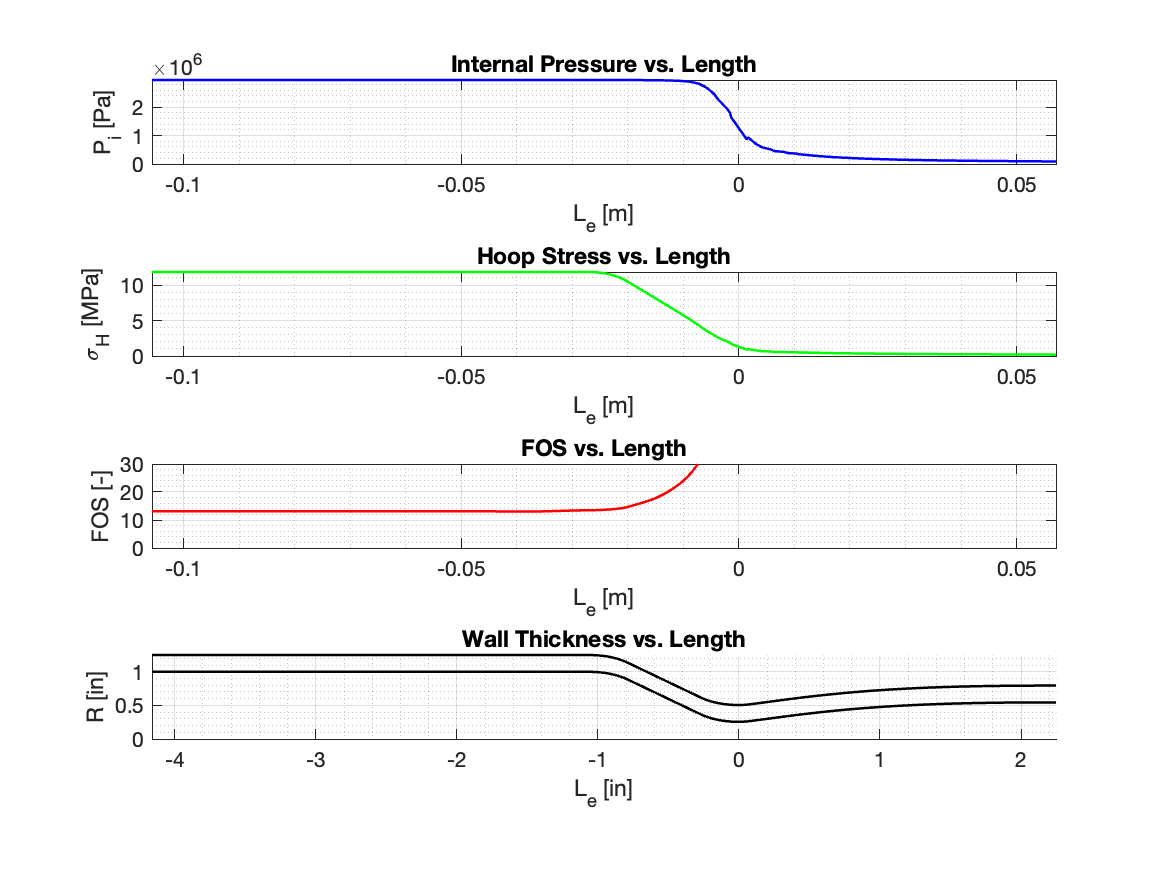 Internal Pressure vs. Length
×10^6
P_i [Pa]
2
1
0
-0.1 -0.05 0 0.05
L_e [m]
Hoop Stress vs. Length
σ_H [MPa]
10
5
0
-0.1 -0.05 0 0.05
L_e [m]
FOS vs. Length
FOS [-]
30
20
10
0
-0.1 -0.05 0 0.05
L_e [m]
Wall Thickness vs. Length
R [in]
1
0.5
0
-4 -3 -2 -1 0 1 2
L_e [in]